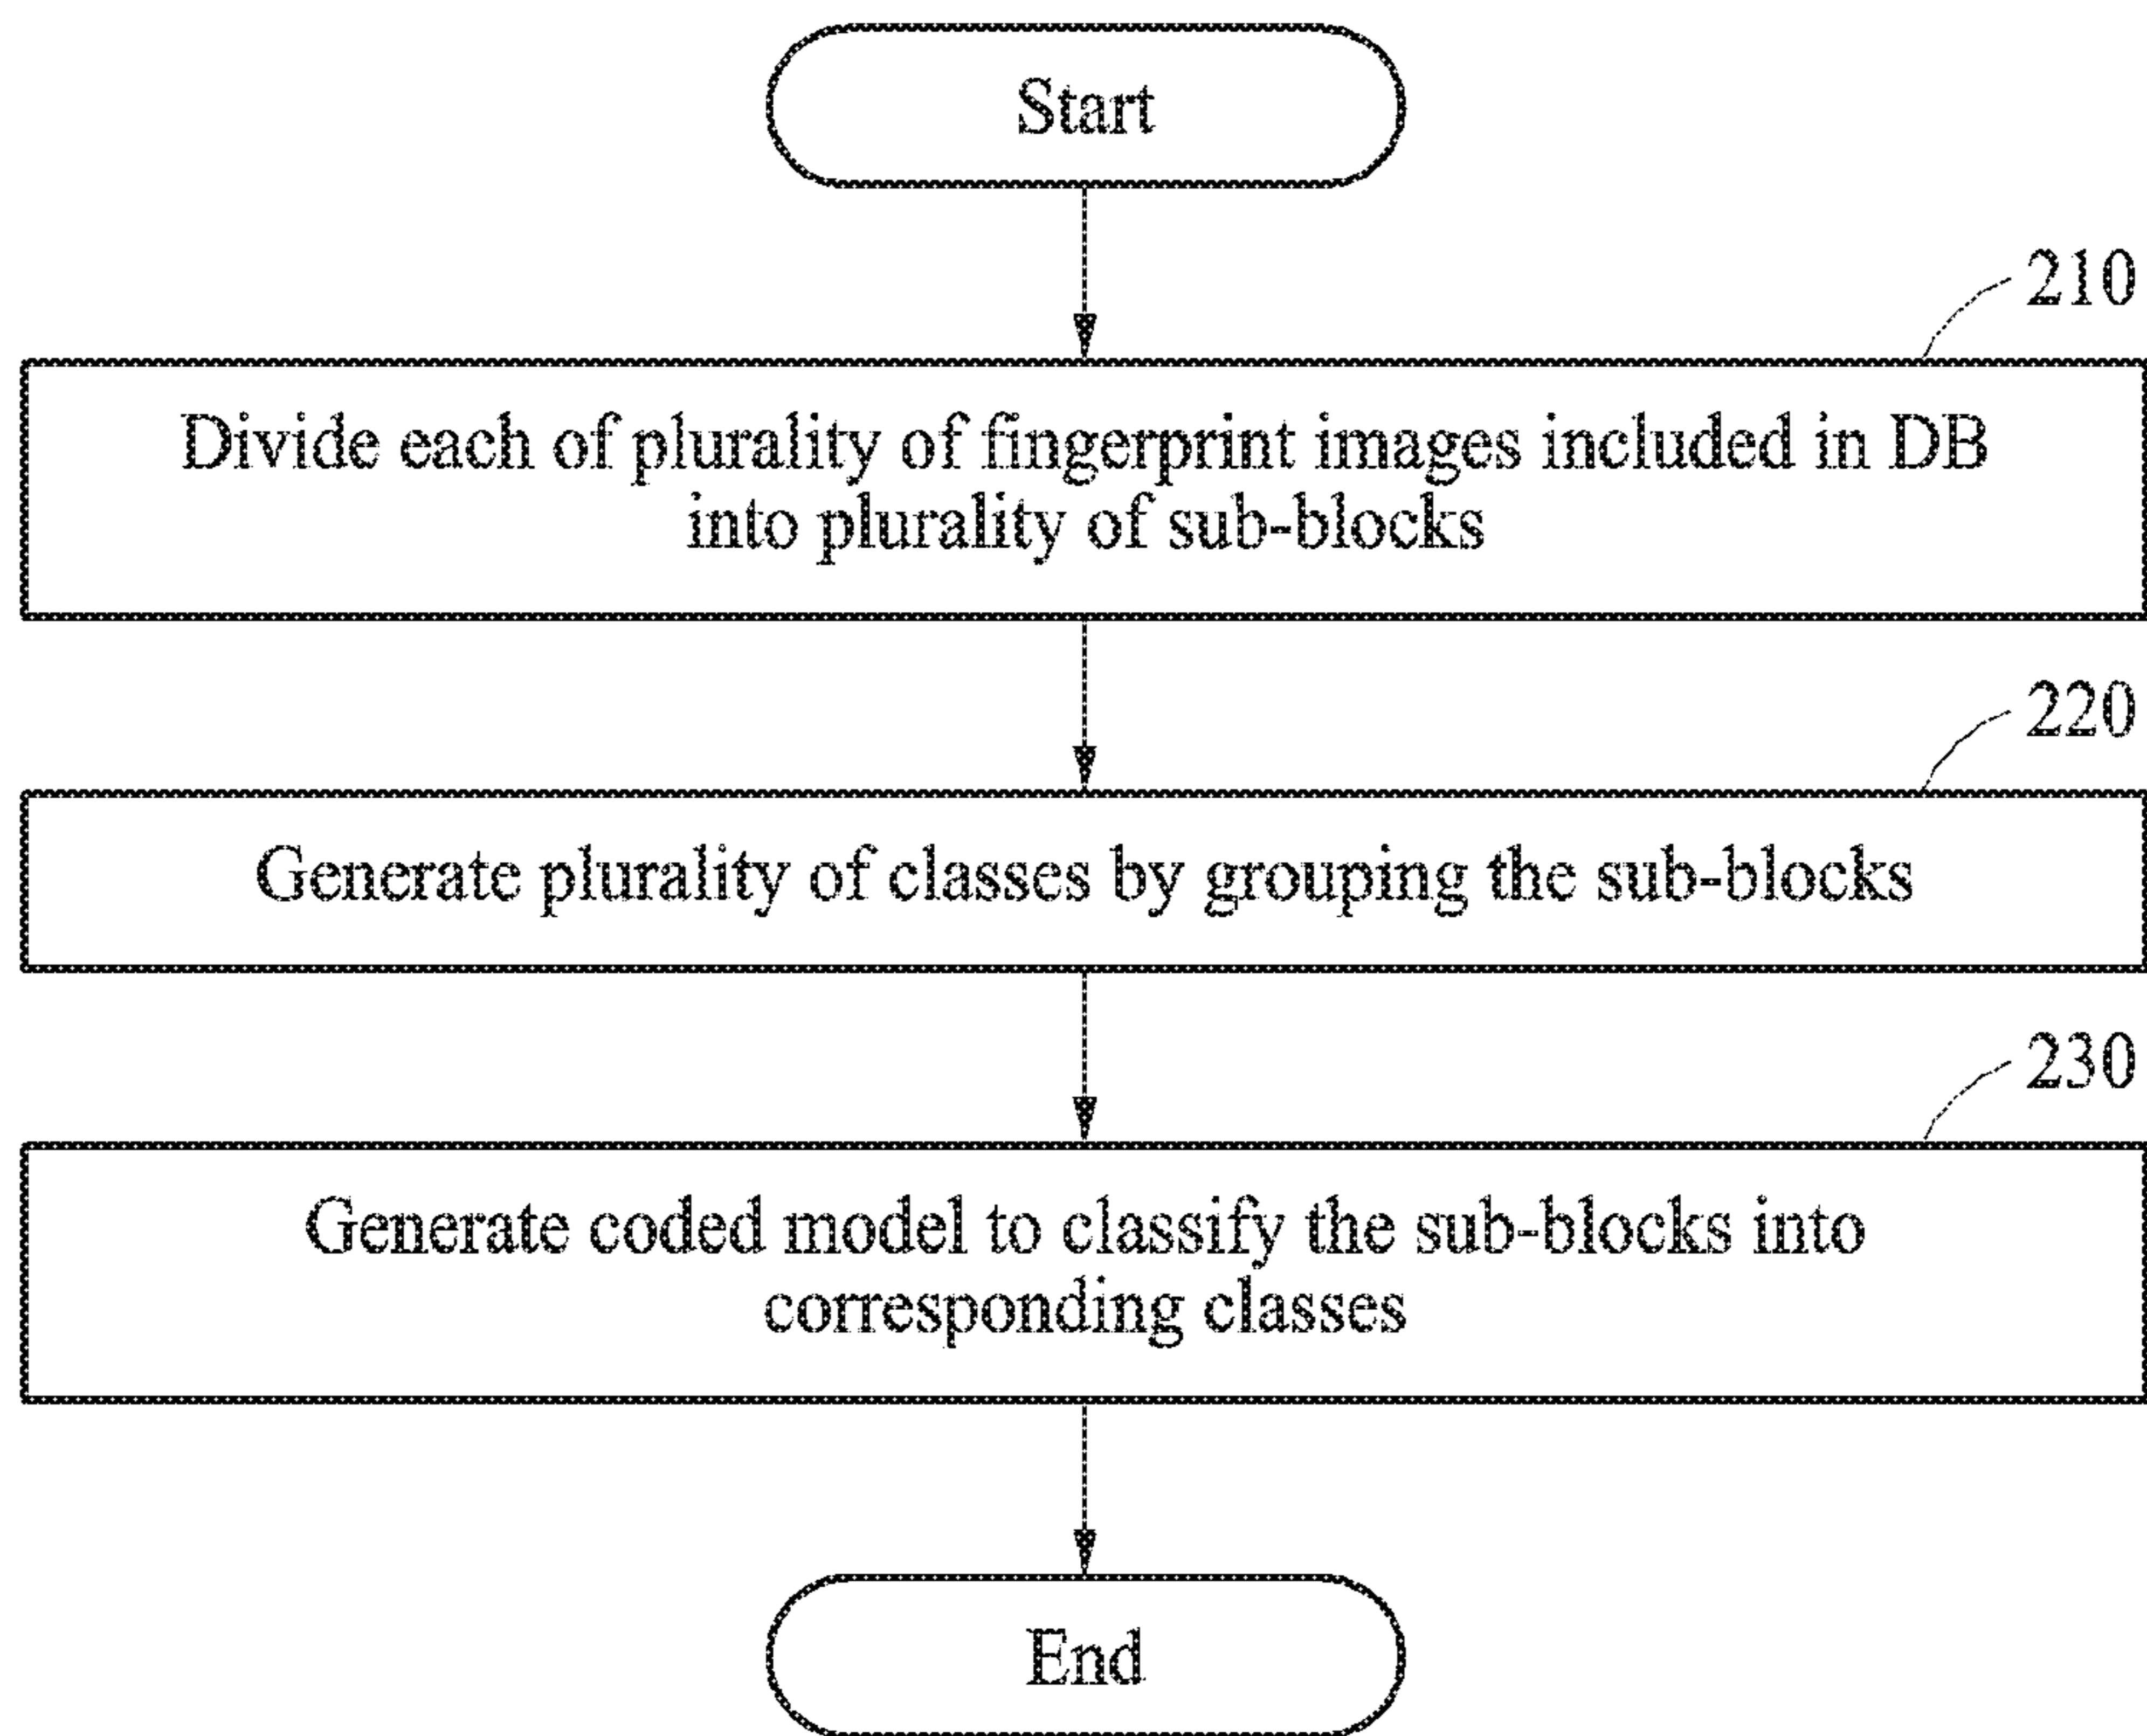 Start
210
Divide each of plurality of fingerprint images included in DB
into plurality of sub-blocks
220
Generate plurality of classes by grouping the sub-blocks
230
Generate coded model to classify the sub-blocks into
corresponding classes
End